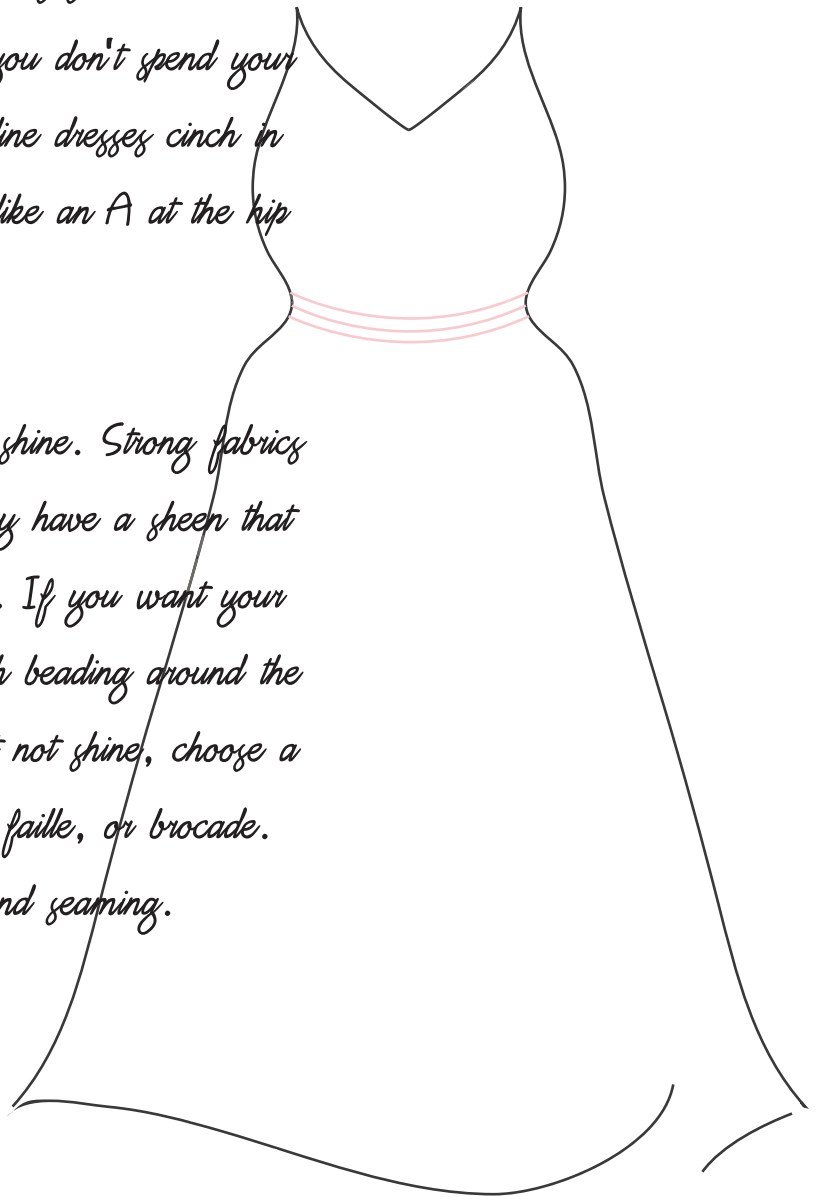 you don't spend your
line dresses cinch in
like an A at the hip
shine. Strong fabrics
have a sheen that
. If you want your
beading around the
not shine, choose a
faille, or brocade.
seaming.